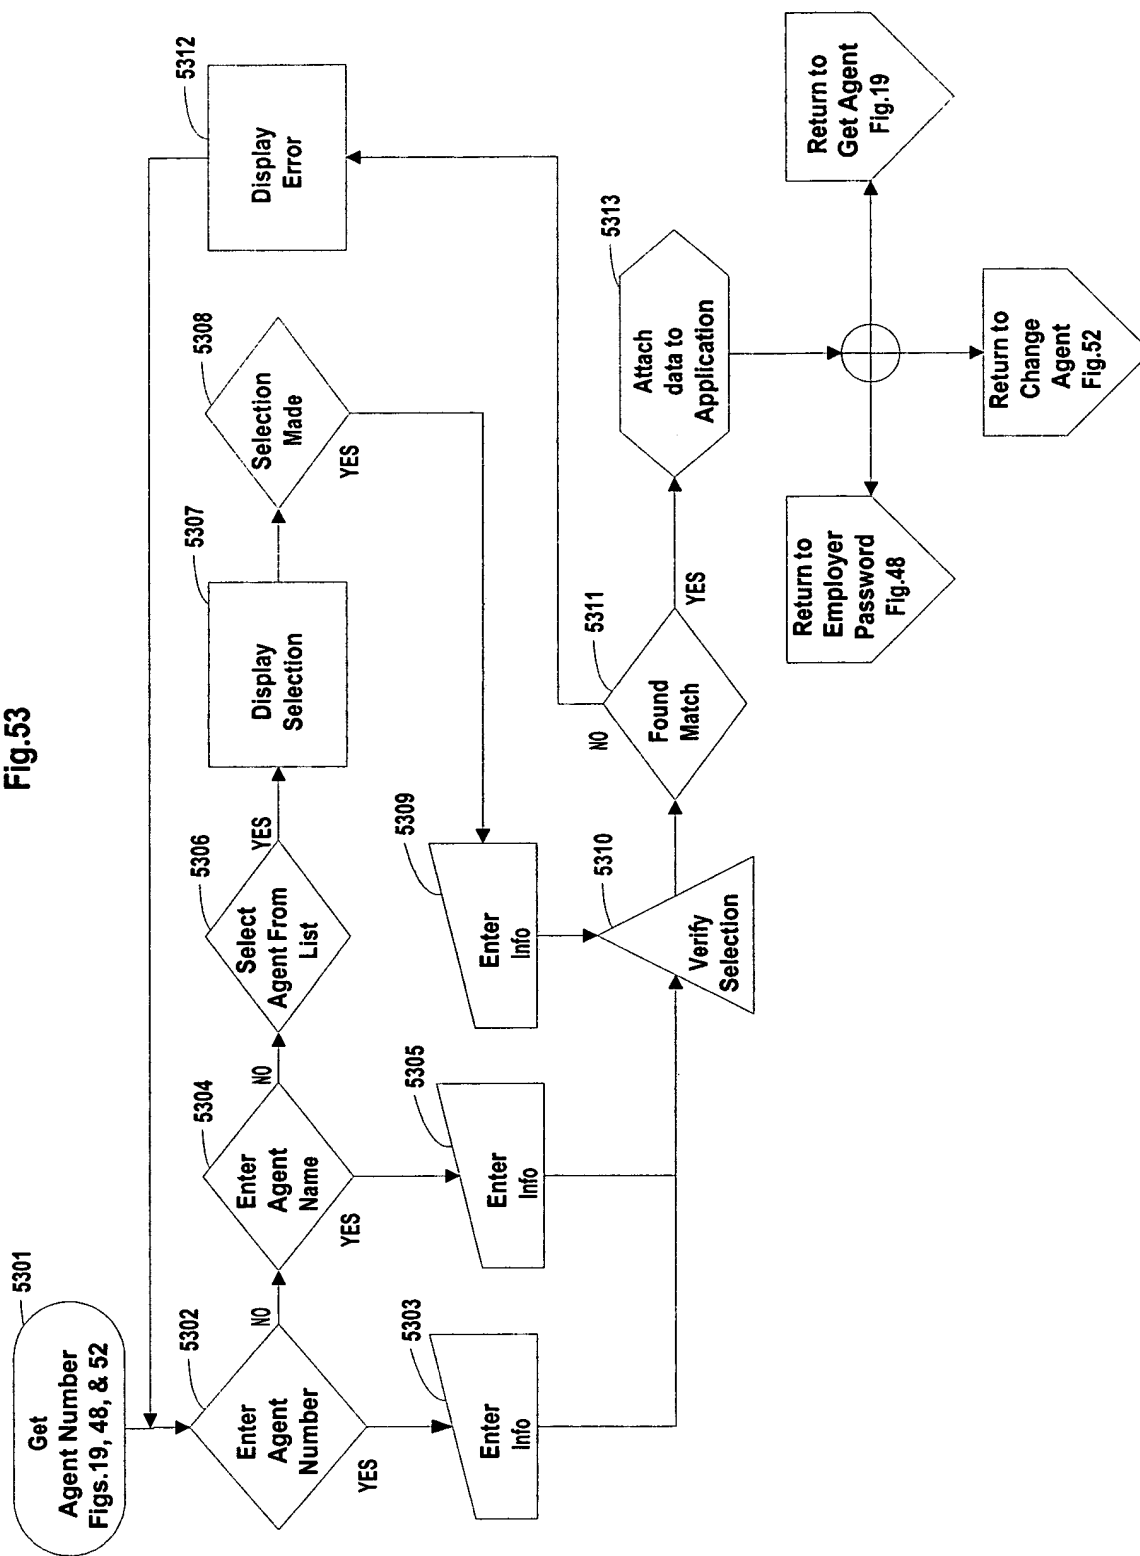 Fig.53
5301
Get
Agent Number
Figs.19, 48, & 52
5302
Enter
Agent
Number
NO
YES
5303
Enter
Info
5304
Enter
Agent
Name
NO
YES
5305
Enter
Info
5306
Select
Agent From
List
YES
5307
Display
Selection
5308
Selection
Made
YES
5309
Enter
Info
5310
Verify
Selection
5311
Found
Match
NO
YES
5312
Display
Error
5313
Attach
data to
Application
Return to
Employer
Password
Fig.48
Return to
Change
Agent
Fig.52
Return to
Get Agent
Fig.19